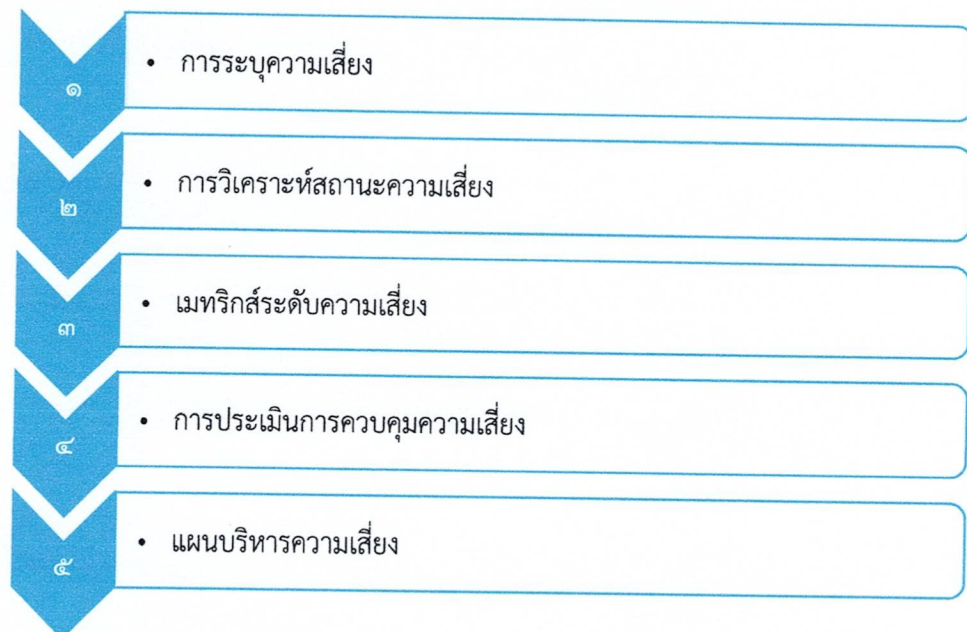 ๑
• การระบุความเสี่ยง
๒
• การวิเคราะห์สถานะความเสี่ยง
๓
• เมทริกส์ระดับความเสี่ยง
๔
• การประเมินการควบคุมความเสี่ยง
๕
• แผนบริหารความเสี่ยง